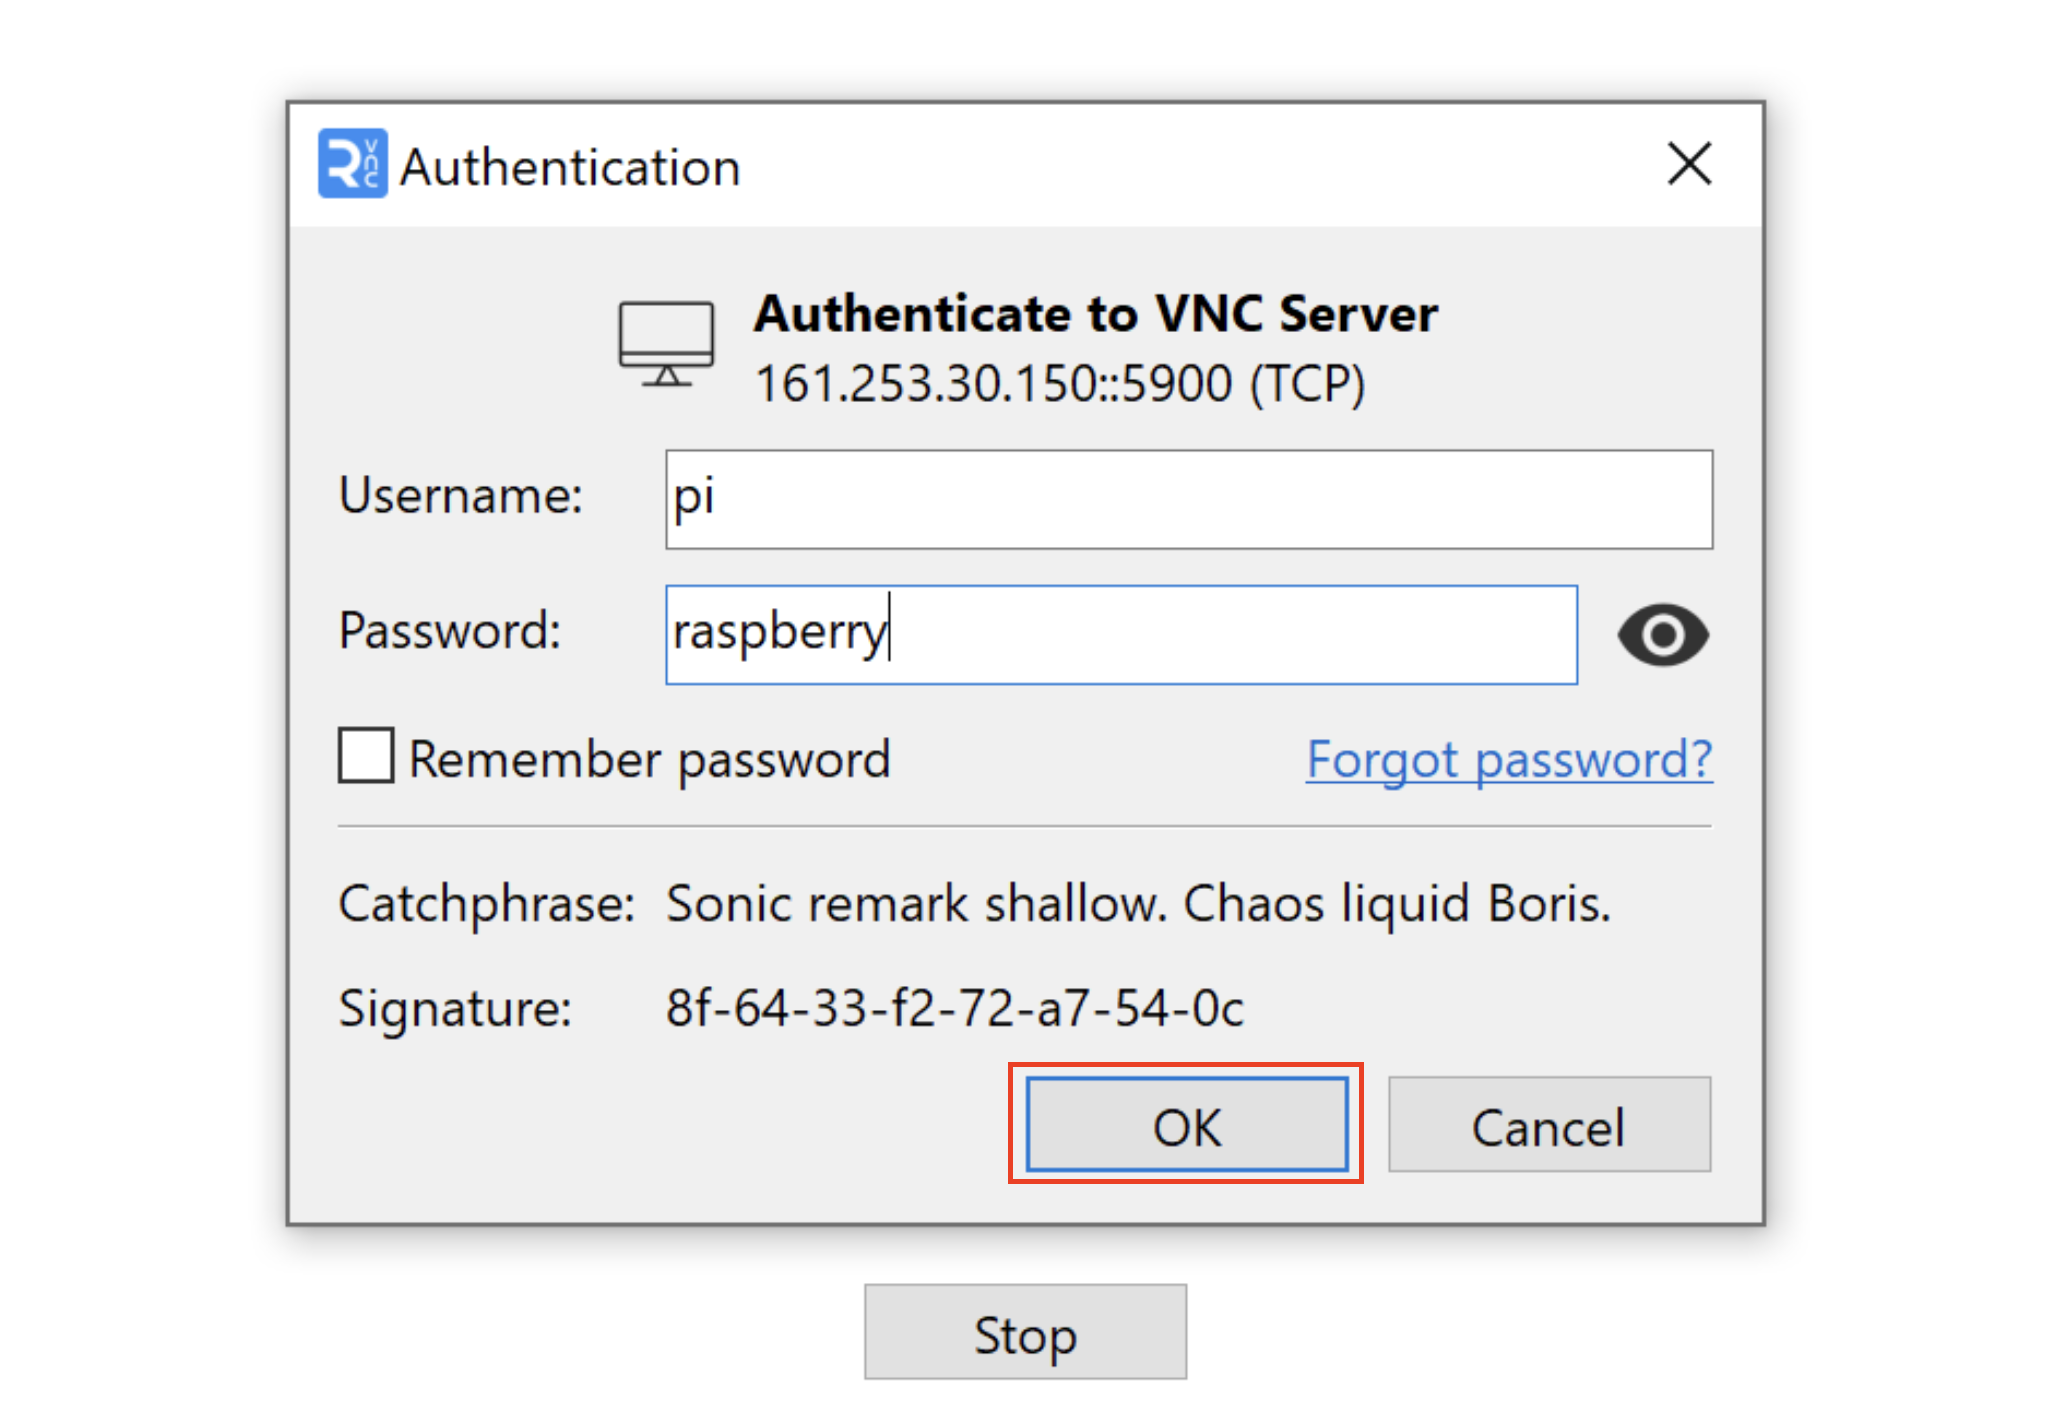 Authentication
Authenticate to VNC Server
161.253.30.150::5900 (TCP)
Username: pi
Password: raspberry
Remember password Forgot password?
Catchphrase: Sonic remark shallow. Chaos liquid Boris.
Signature: 8f-64-33-f2-72-a7-54-0c
OK Cancel
Stop